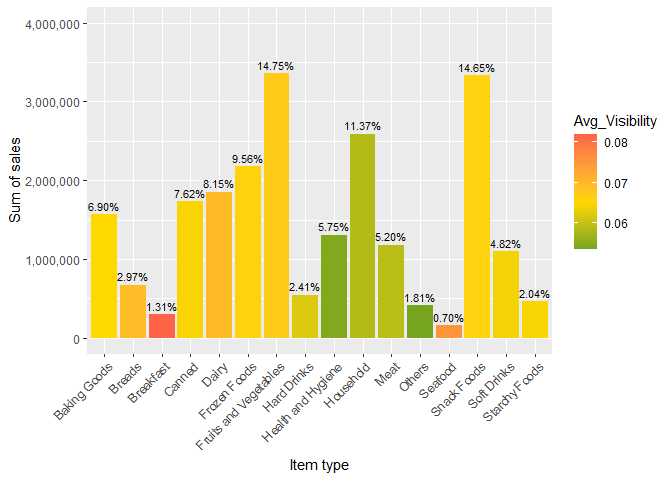 4,000,000
3,000,000
2,000,000
1,000,000
0
Sum of sales
6.90%
2.97%
1.31%
7.62%
8.15%
9.56%
14.75%
2.41%
5.75%
11.37%
5.20%
1.81%
0.70%
14.65%
4.82%
2.04%
Baking Goods
Breads
Breakfast
Canned
Dairy
Frozen Foods
Fruits and Vegetables
Hard Drinks
Health and Hygiene
Household
Meat
Others
Seafood
Snack Foods
Soft Drinks
Starchy Foods
Item type
Avg_Visibility
0.08
0.07
0.06